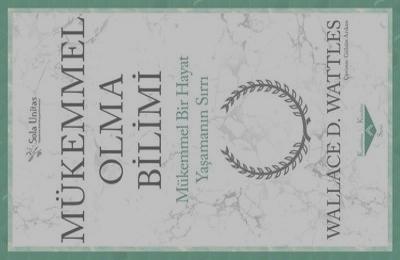 Sola Unitas
MÜKEMMEL
OLMA
BİLİMİ
Mükemmel Bir Hayat
Yaşamanın Sırrı
WALLACE D. WATTLES